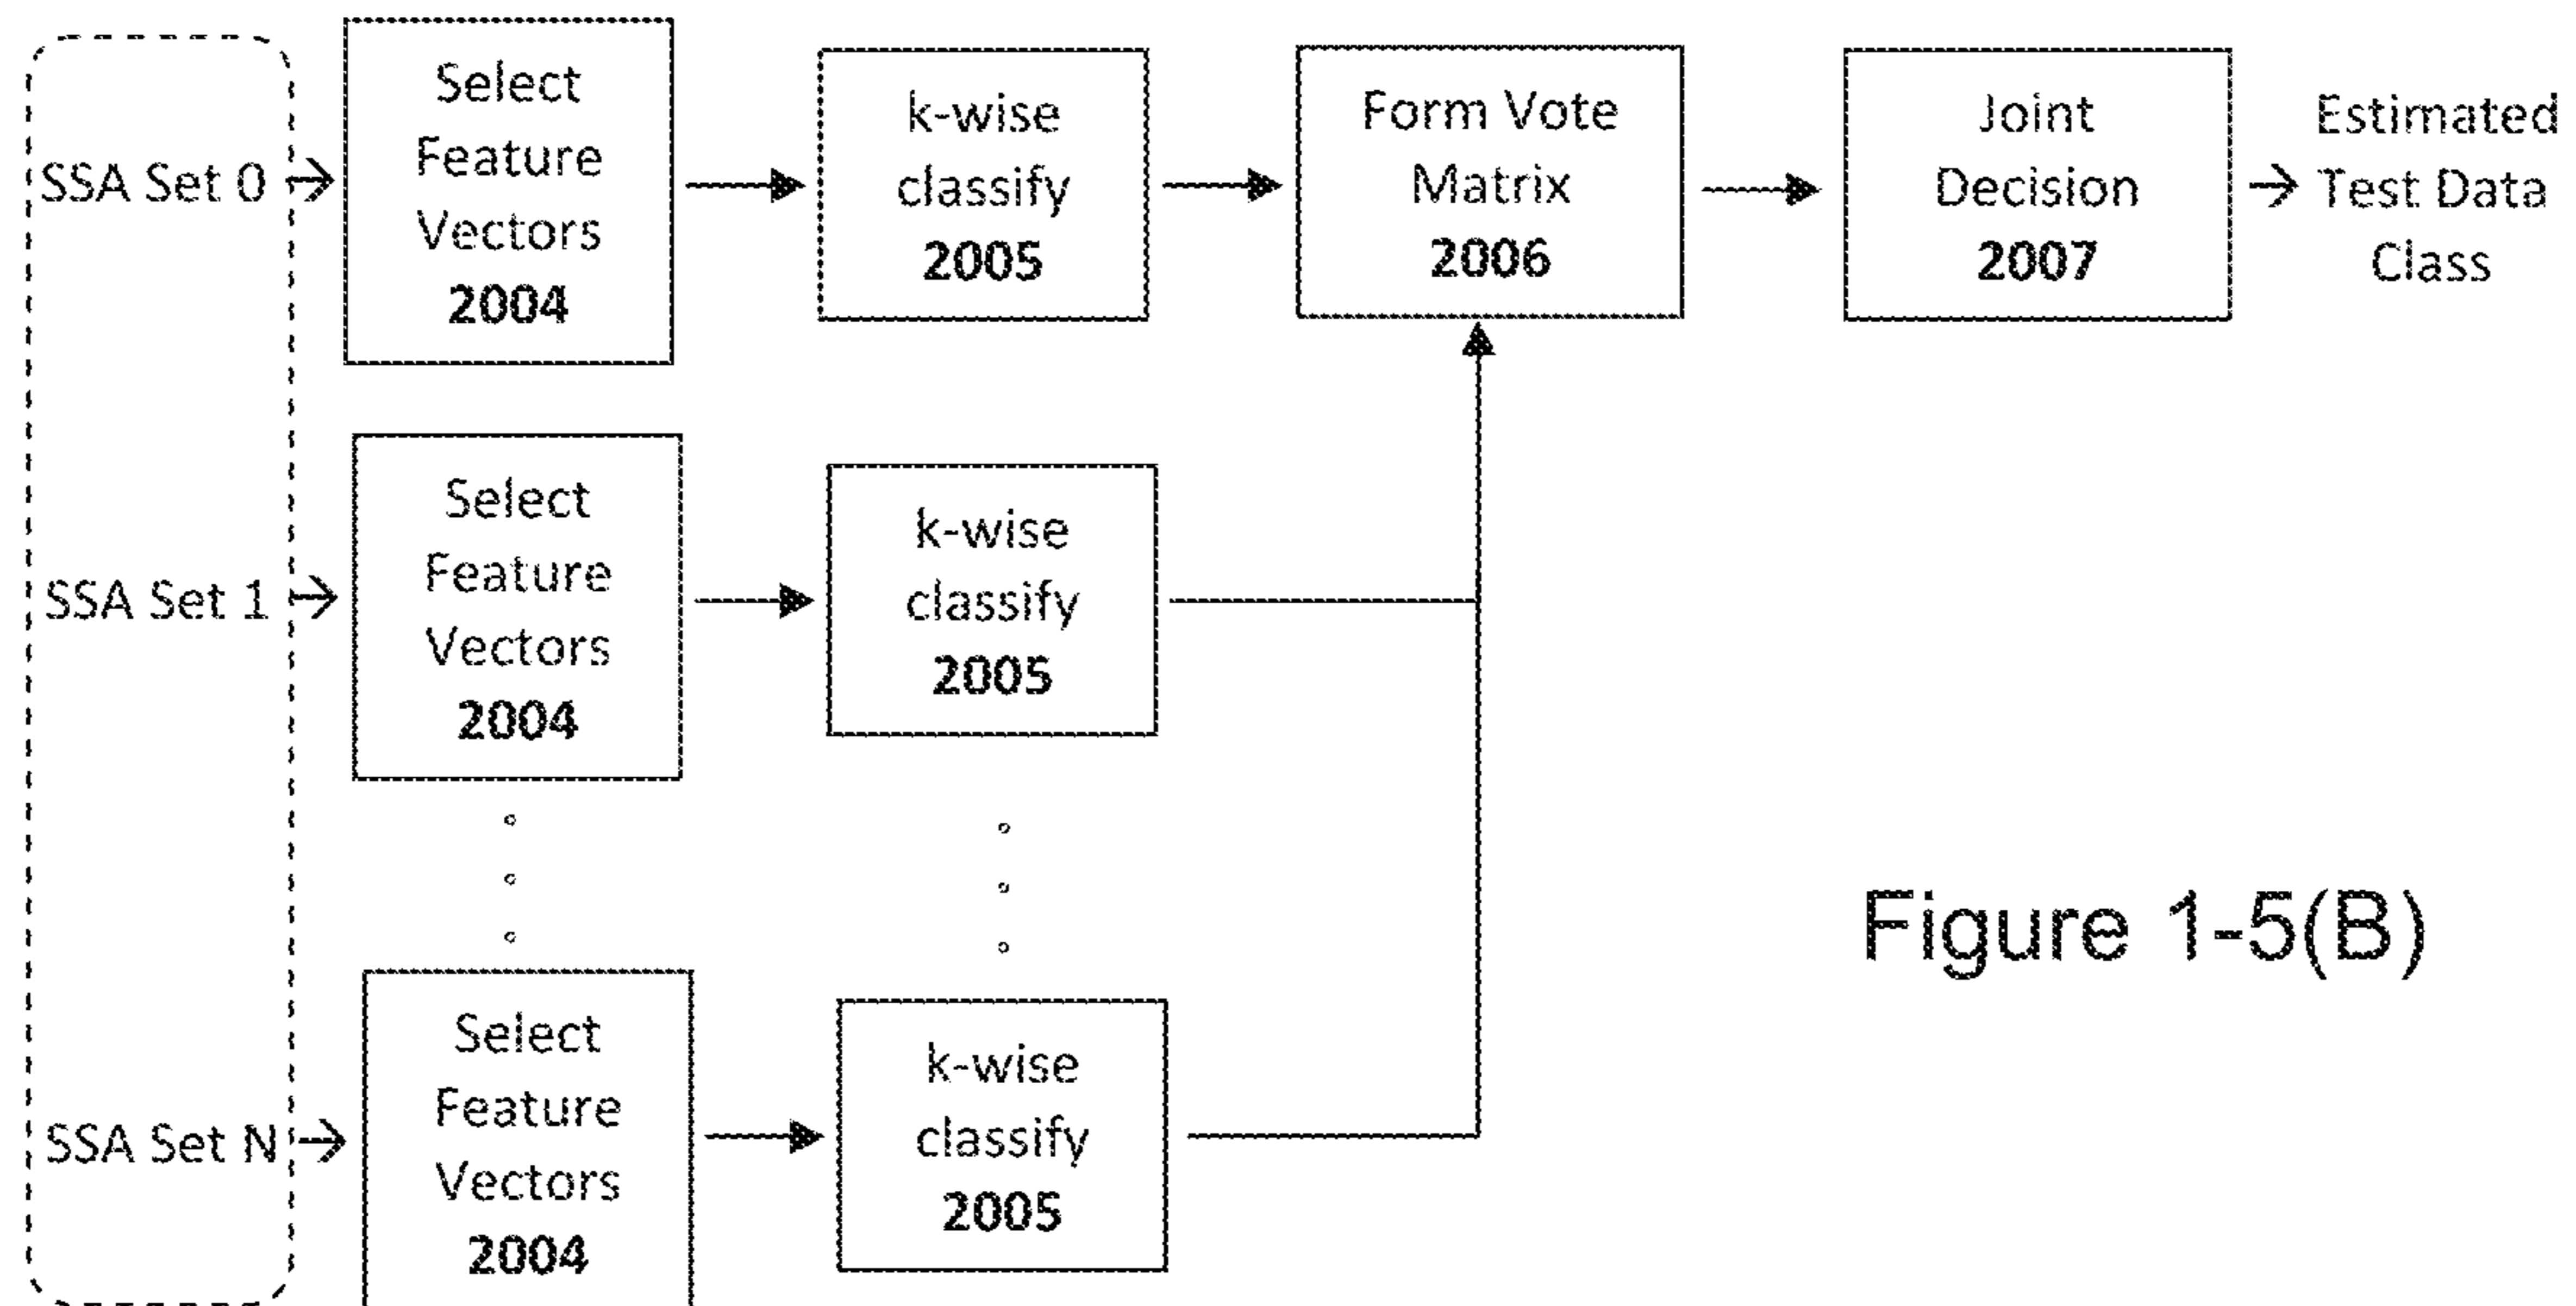 SSA Set 0
Select
Feature
Vectors
2004
k-wise
classify
2005
Form Vote
Matrix
2006
Joint
Decision
2007
Estimated
Test Data
Class
SSA Set 1
Select
Feature
Vectors
2004
k-wise
classify
2005
SSA Set N
Select
Feature
Vectors
2004
k-wise
classify
2005
Figure 1-5(B)